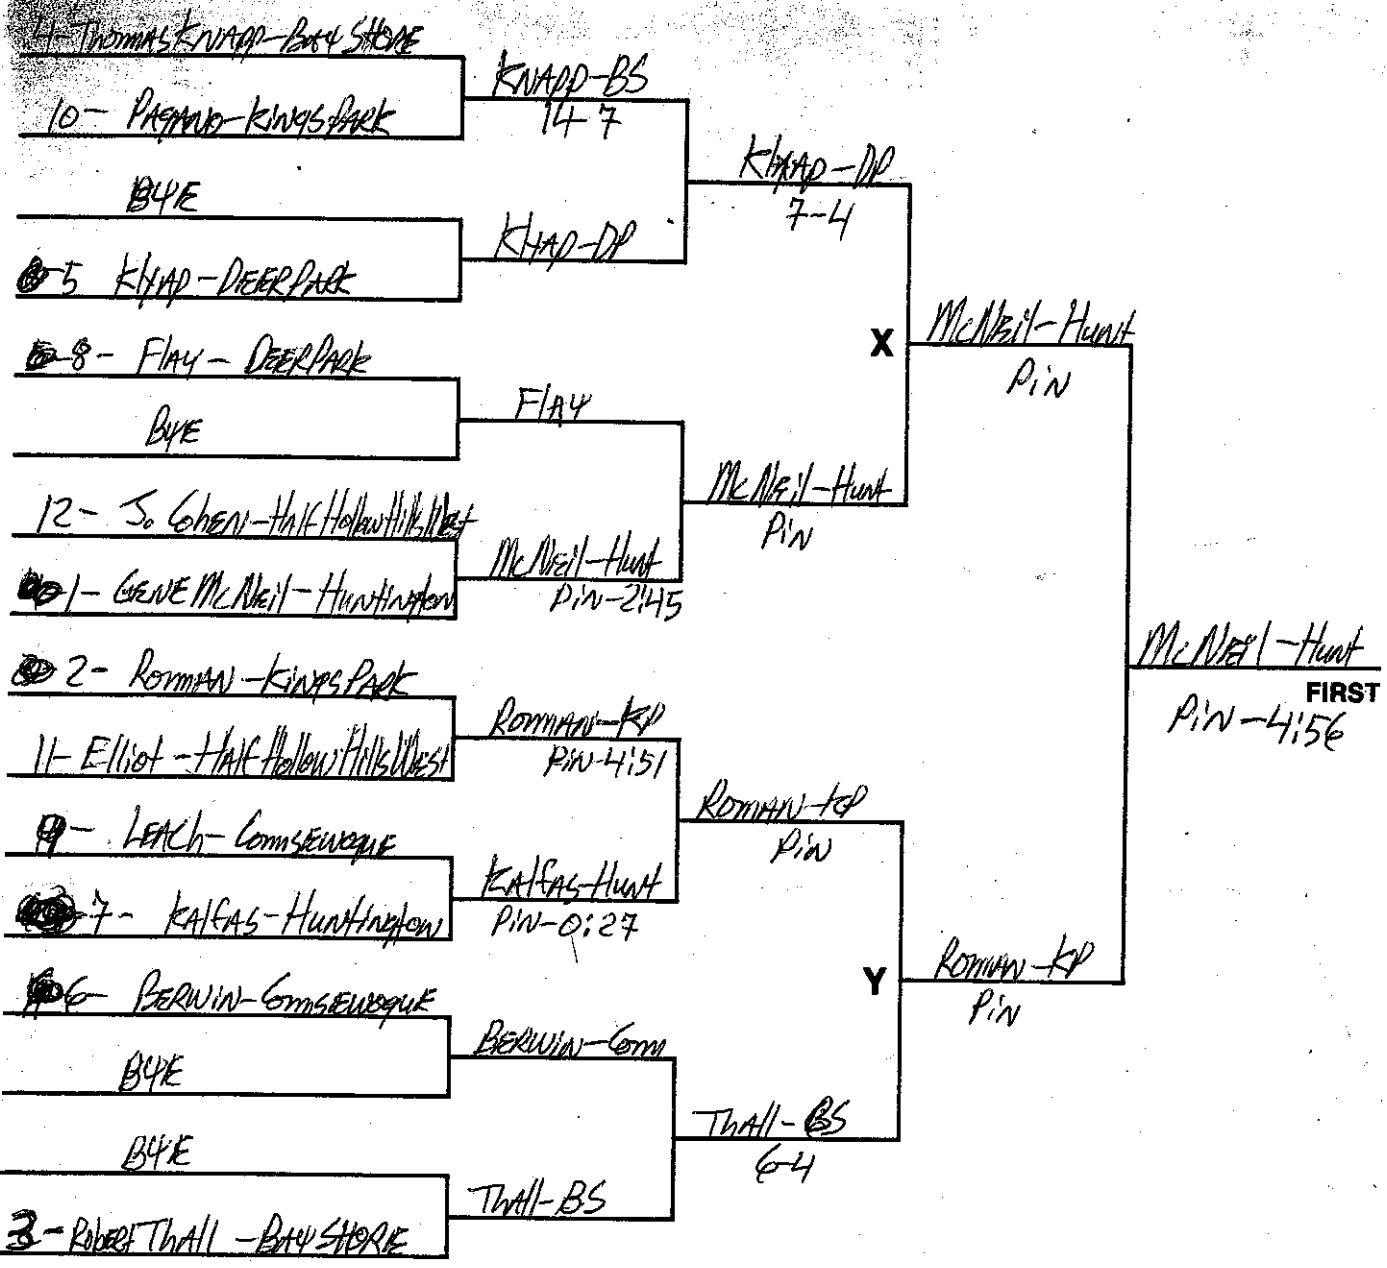 4-Thomas Knapp-Bay Shore
10- Pagano-Kings Park
BYE
5 Khap-Deer Park
8- Flay- Deer Park
BYE
12- J. Cohen-Half Hollow Hills West
1- Gene McNeil-Huntington
2- Romman-Kings Park
11- Elliot-Half Hollow Hills West
9- Leach-Comsewogue
7- Kalfas-Huntington
6- Berwin-Comsewogue
BYE
BYE
3-Robert Thall-Bay Shore
Knapp-BS
14-7
Khap-DP
Flay
McNeil-Hunt
Pin-2:45
Romman-KP
Pin-4:51
Kalfas-Hunt
Pin-0:27
Berwin-Comm
Thall-BS
Khap-DP
7-4
McNeil-Hunt
Pin
Roman-KP
Pin
Thall-BS
6-4
X
McNeil-Hunt
Pin
Y
Roman-KP
Pin
McNeil-Hunt
FIRST
Pin-4:56